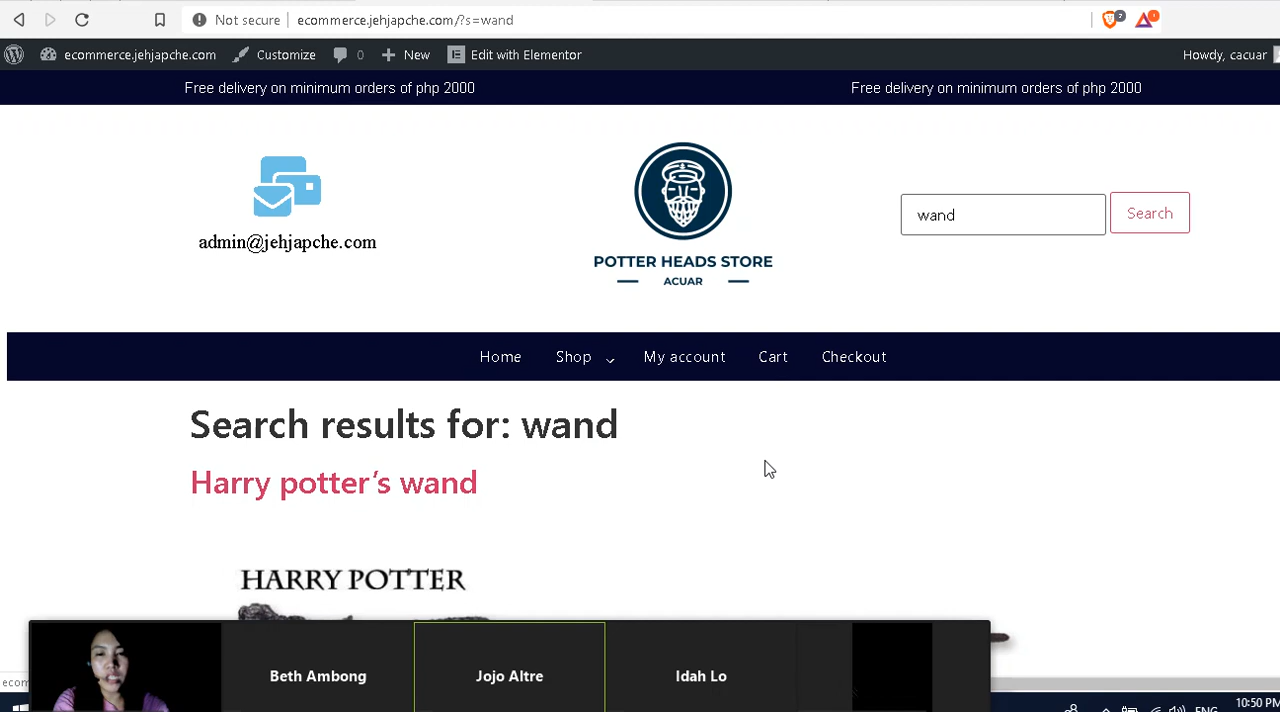 Not secure ecommerce.jehjapche.com/?s=wand 2 1
ecommerce.jehjapche.com Customize 0 New Edit with Elementor Howdy, cacuar
Free delivery on minimum orders of php 2000 Free delivery on minimum orders of php 2000
admin@jehjapche.com
POTTER HEADS STORE
ACUAR
wand Search
Home Shop My account Cart Checkout
Search results for: wand
Harry potter's wand
HARRY POTTER
Beth Ambong Jojo Altre Idah Lo
ecom
ENG 10:50 PM